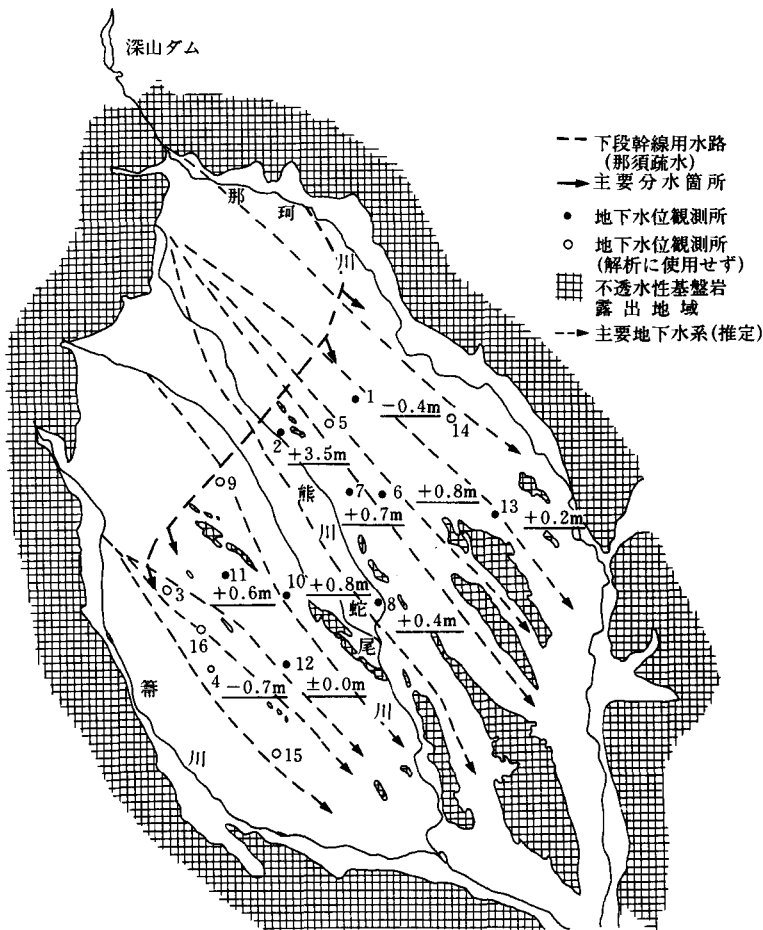 深山ダム
下段幹線用水路
(那須疏水)
主要分水箇所
地下水位観測所
地下水位観測所
(解析に使用せず)
不透水性基盤岩
露出地域
主要地下水系(推定)
那
珂
川
1
-0.4m
14
5
2
+3.5m
9
熊
川
7
6
+0.8m
+0.7m
13
+0.2m
11
+0.6m
10
+0.8m
3
蛇
8
+0.4m
尾
川
16
4
-0.7m
12
±0.0m
箒
川
15